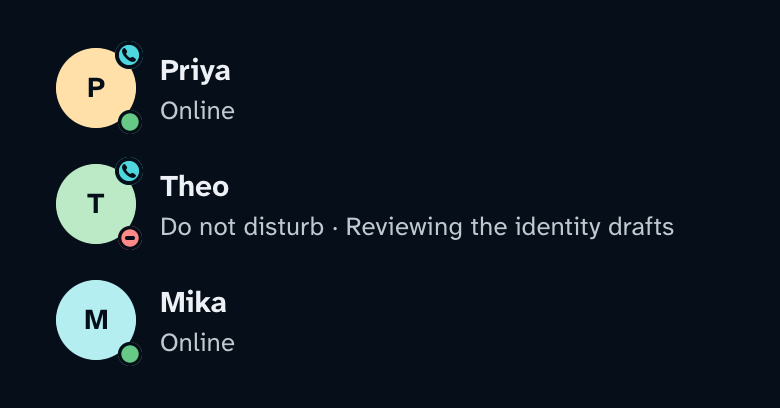 P
Priya
Online
T
Theo
Do not disturb · Reviewing the identity drafts
M
Mika
Online